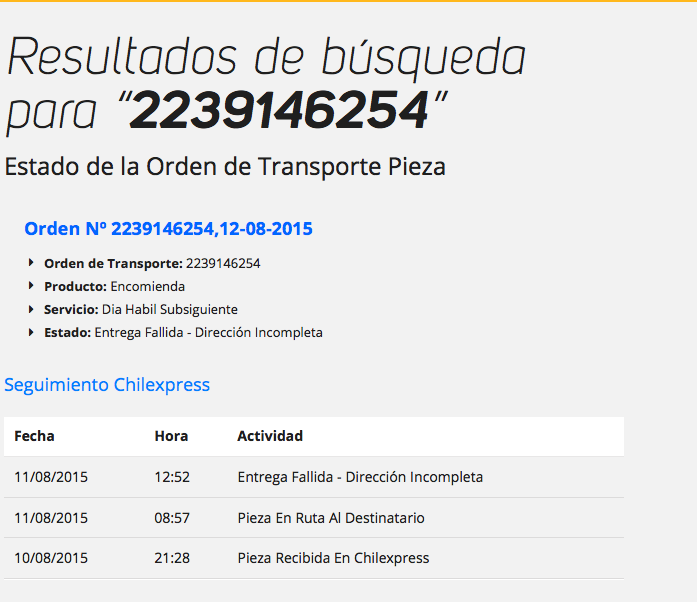 Resultados de búsqueda
para “2239146254”
Estado de la Orden de Transporte Pieza
Orden Nº 2239146254,12-08-2015
Orden de Transporte: 2239146254
Producto: Encomienda
Servicio: Dia Habil Subsiguiente
Estado: Entrega Fallida - Dirección Incompleta
Seguimiento Chilexpress
Fecha Hora Actividad
11/08/2015 12:52 Entrega Fallida - Dirección Incompleta
11/08/2015 08:57 Pieza En Ruta Al Destinatario
10/08/2015 21:28 Pieza Recibida En Chilexpress